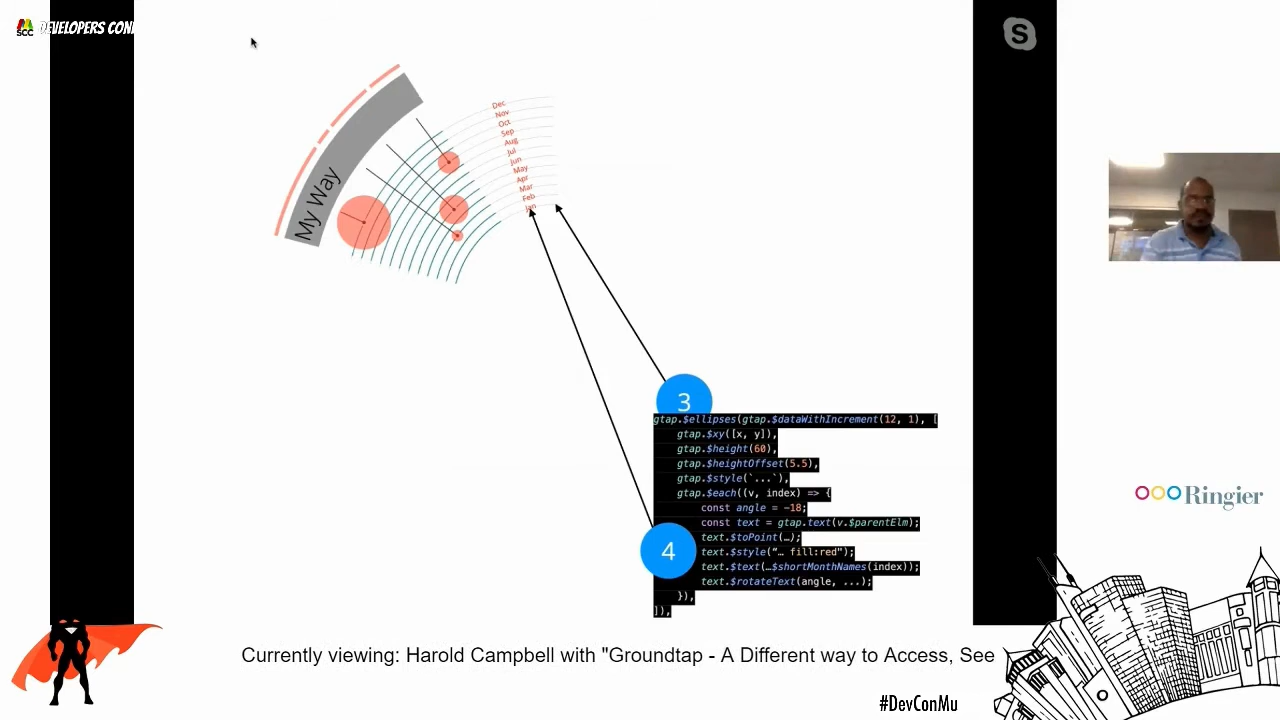 SCC
DEVELOPERS CON
S
My Way
Dec
Nov
Oct
Sep
Aug
Jul
Jun
May
Apr
Mar
Feb
Jan
3
gtap.$ellipses(gtap.$dataWithIncrement(12, 1), [
gtap.$xy([x, y]),
gtap.$height(60),
gtap.$heightOffset(5.5),
gtap.$style(`...`),
gtap.$each((v, index) => {
const angle = -18;
const text = gtap.text(v.$parentElm);
text.$toPoint(…);
4
text.$style("… fill:red");
text.$text(…$shortMonthNames(index));
text.$rotateText(angle, ...);
}),
]),
Ringier
Currently viewing: Harold Campbell with "Groundtap - A Different way to Access, See
#DevConMu